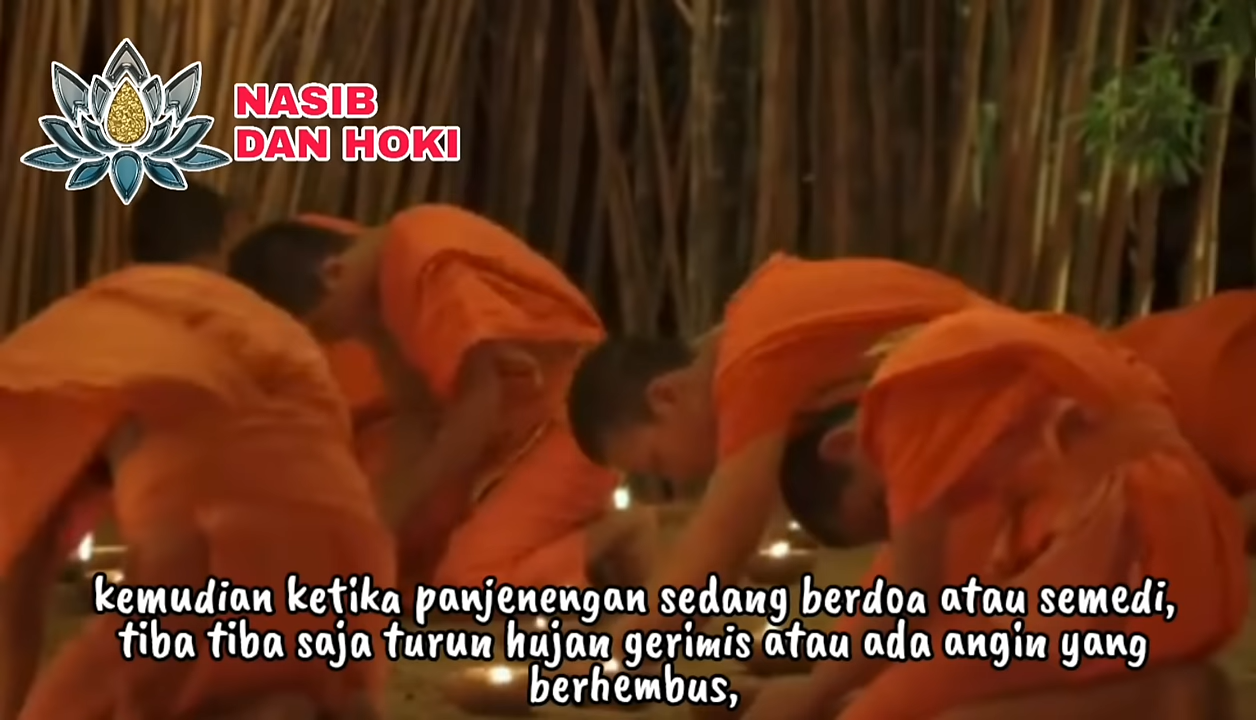 NASIB
DAN HOKI
kemudian ketika panjenengan sedang berdoa atau semedi,
tiba tiba saja turun hujan gerimis atau ada angin yang
berhembus,